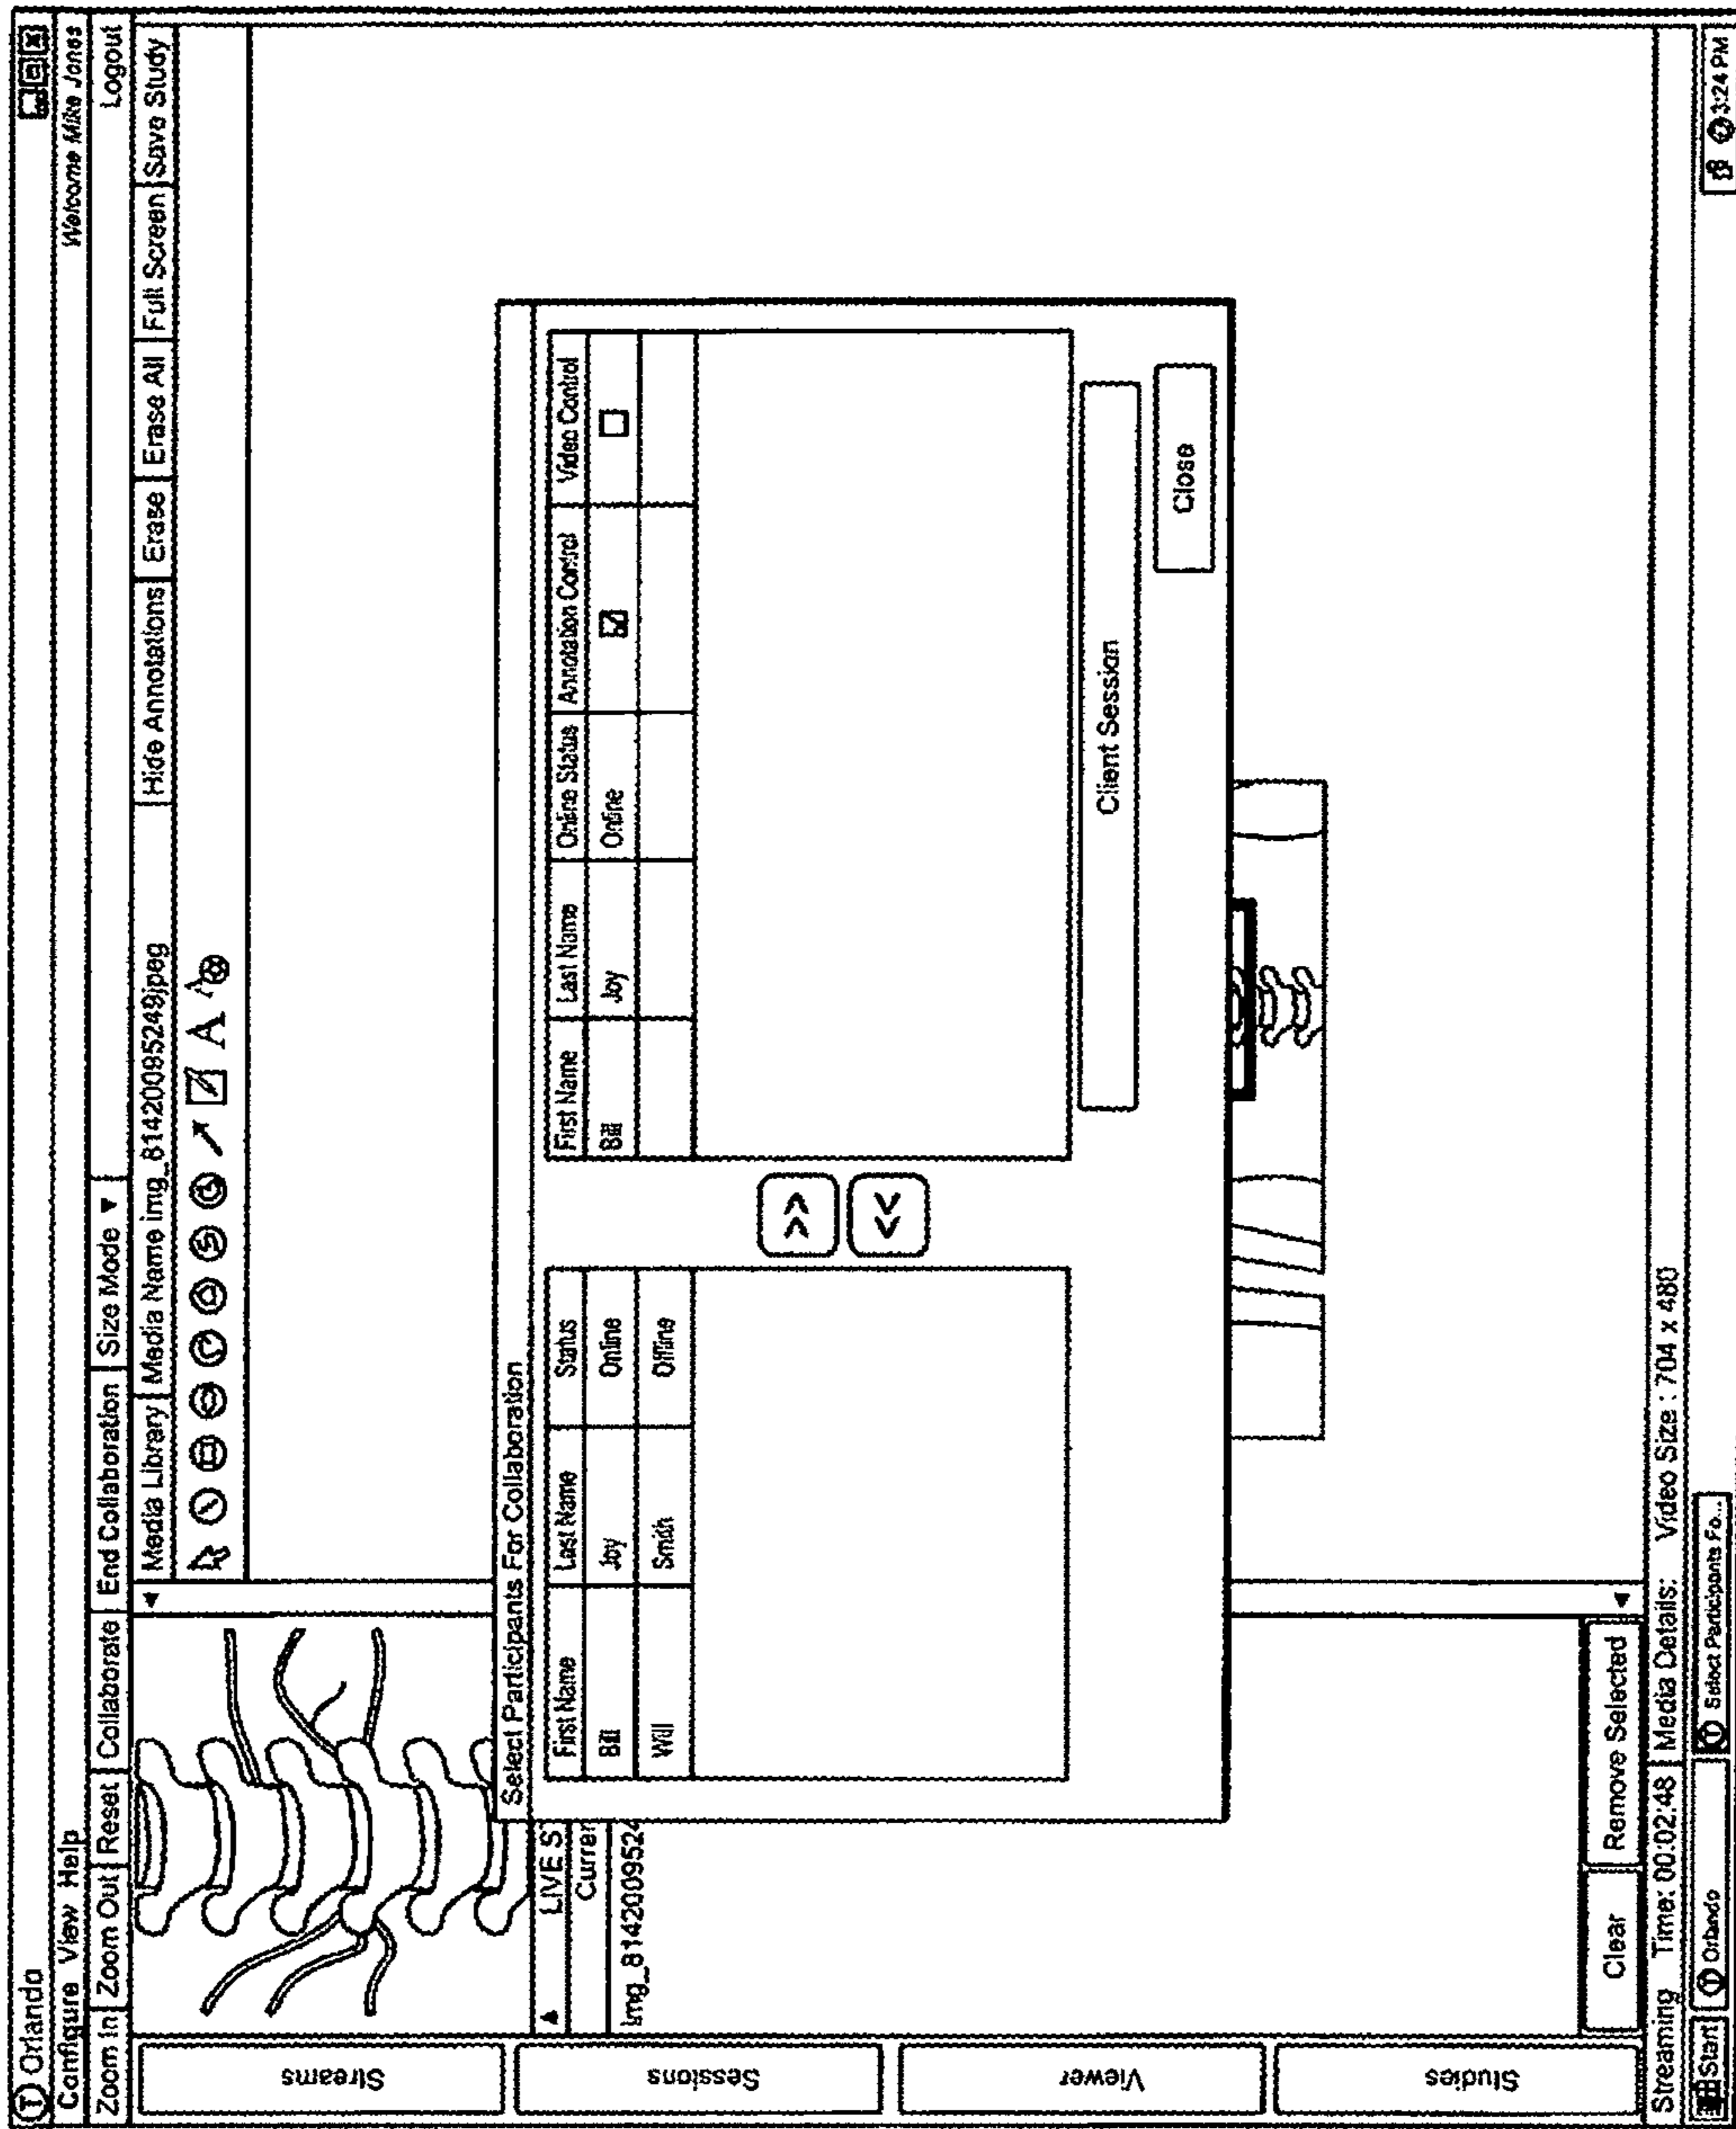 Orlando
Welcome Mike Jones
Configure View Help
Logout
Zoom In Zoom Out Reset Collaborate End Collaboration Size Mode
Media Library Media Name img_81420095249jpeg Hide Annotations Erase Erase All Full Screen Save Study
A A
Streams
Sessions
Viewer
Studies
LIVE S
Curren
img_8142009524
Select Participants For Collaboration
First Name Last Name Status
Bill Joy Online
Will Smith Offline
>>
<<
First Name Last Name Online Status Annotation Control Video Control
Bill Joy Online
Client Session
Close
Clear Remove Selected
Streaming Time: 00:02:48 Media Details: Video Size : 704 x 480
Start Orlando Select Participants Fo... 3:24 PM